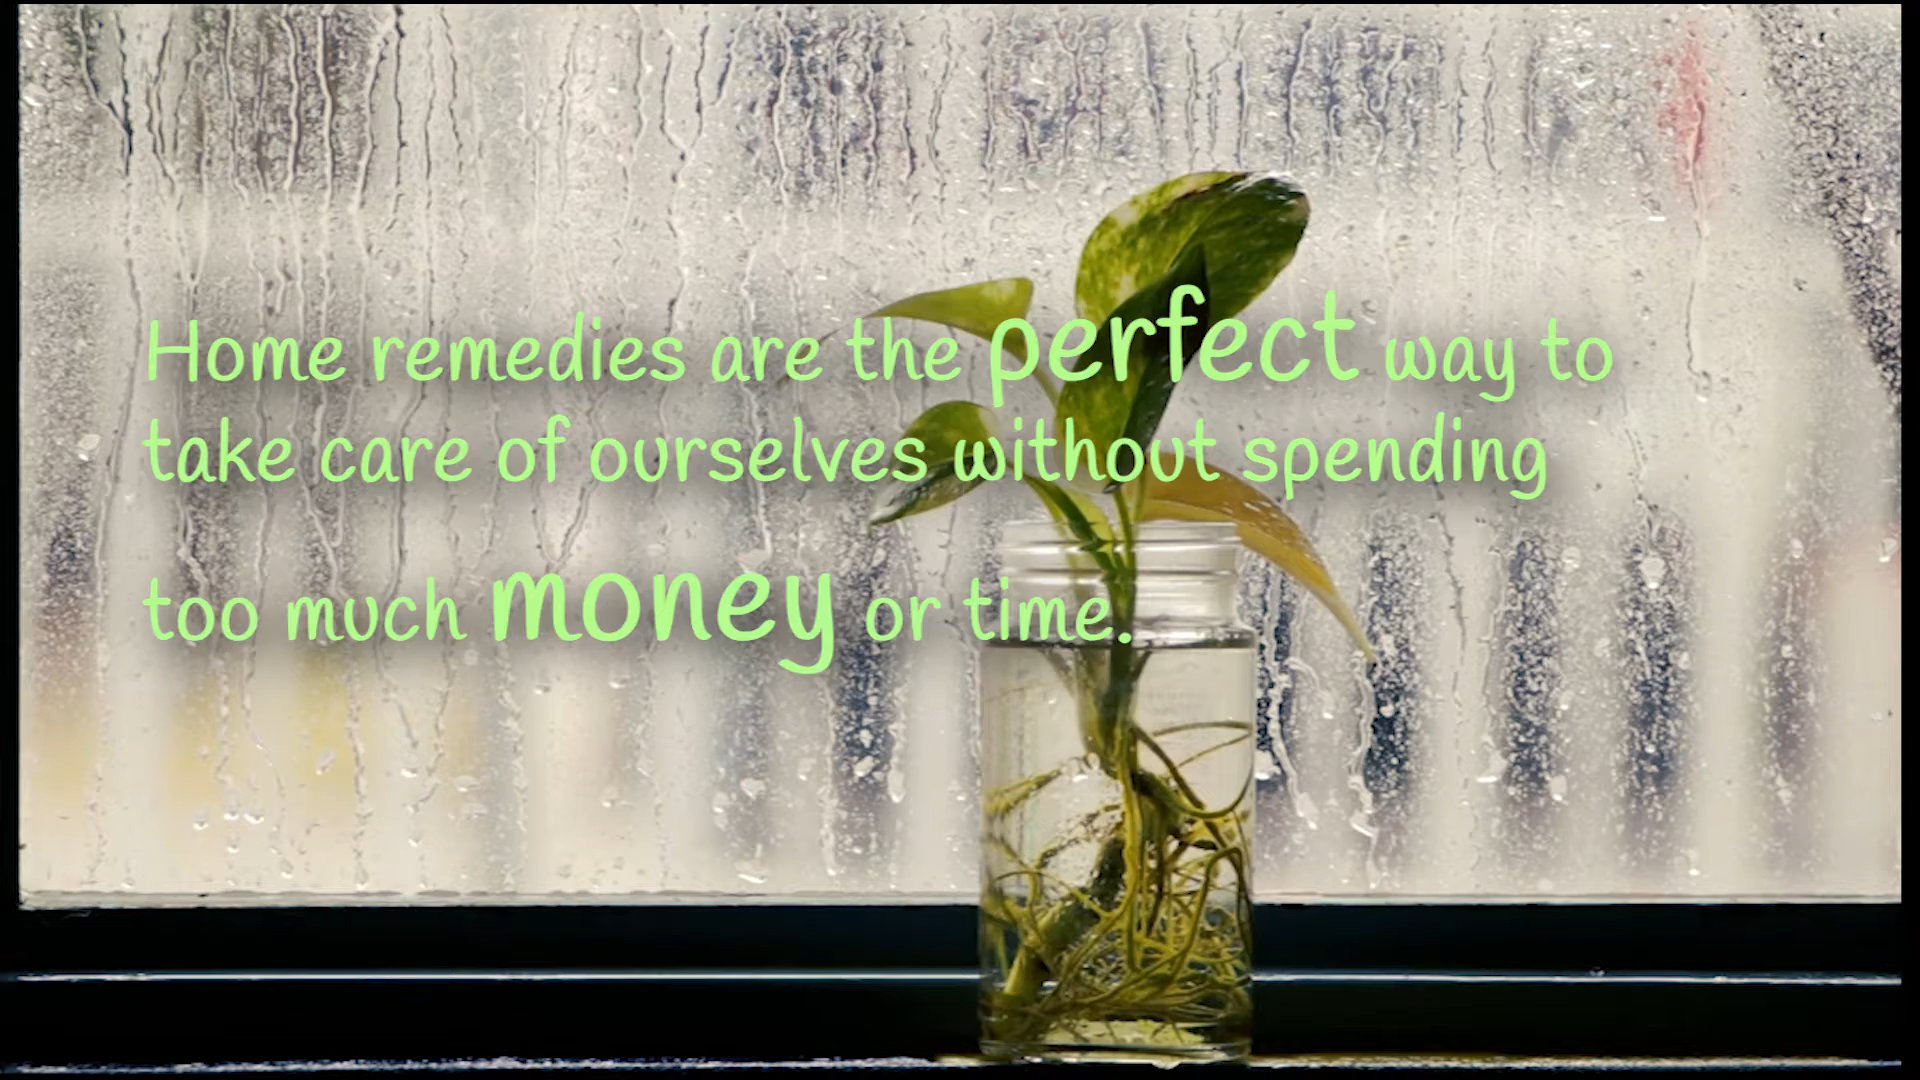 Home remedies are the perfect way to
take care of ourselves without spending
too much money or time.